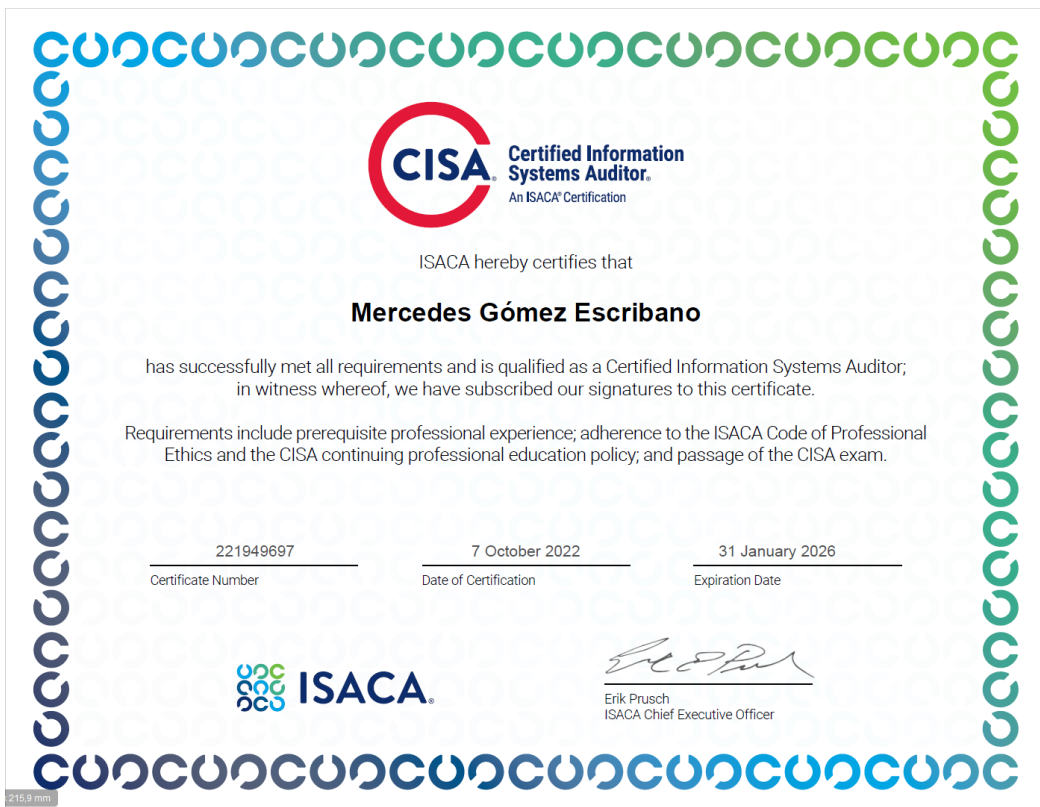 CISA®
Certified Information
Systems Auditor®
An ISACA® Certification
ISACA hereby certifies that
Mercedes Gómez Escribano
has successfully met all requirements and is qualified as a Certified Information Systems Auditor;
in witness whereof, we have subscribed our signatures to this certificate.
Requirements include prerequisite professional experience; adherence to the ISACA Code of Professional
Ethics and the CISA continuing professional education policy; and passage of the CISA exam.
221949697
Certificate Number
7 October 2022
Date of Certification
31 January 2026
Expiration Date
ISACA®
Erik Prusch
ISACA Chief Executive Officer
215,9 mm